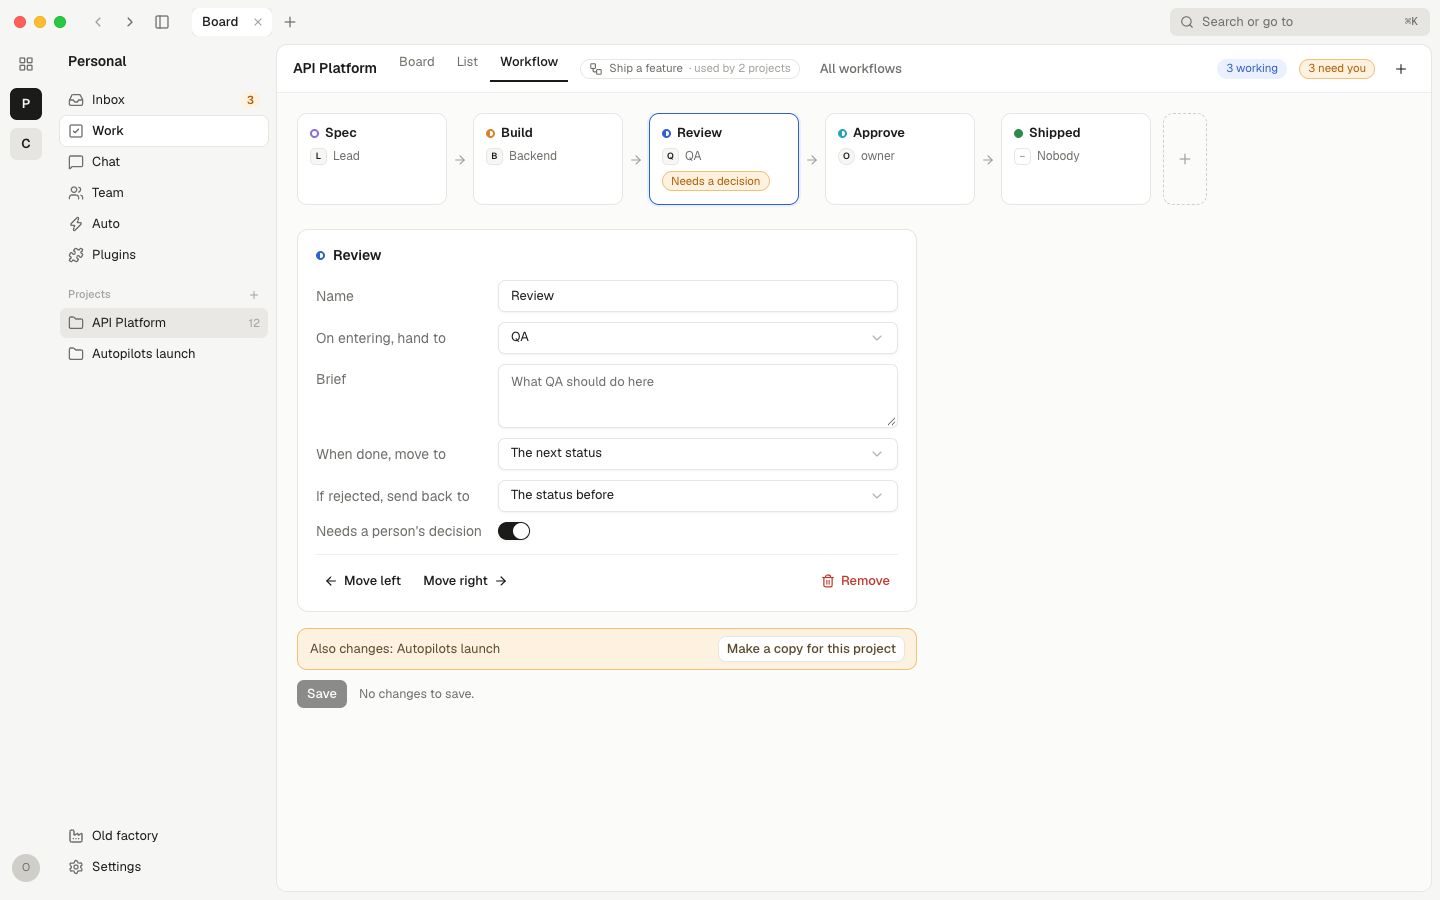 Board
Search or go to
⌘K
Personal
P
C
Inbox
3
Work
Chat
Team
Auto
Plugins
Projects
API Platform
12
Autopilots launch
Old factory
Settings
O
API Platform
Board
List
Workflow
Ship a feature · used by 2 projects
All workflows
3 working
3 need you
Spec
L Lead
Build
B Backend
Review
Q QA
Needs a decision
Approve
O owner
Shipped
– Nobody
Review
Name
Review
On entering, hand to
QA
Brief
What QA should do here
When done, move to
The next status
If rejected, send back to
The status before
Needs a person's decision
Move left
Move right
Remove
Also changes: Autopilots launch
Make a copy for this project
Save
No changes to save.